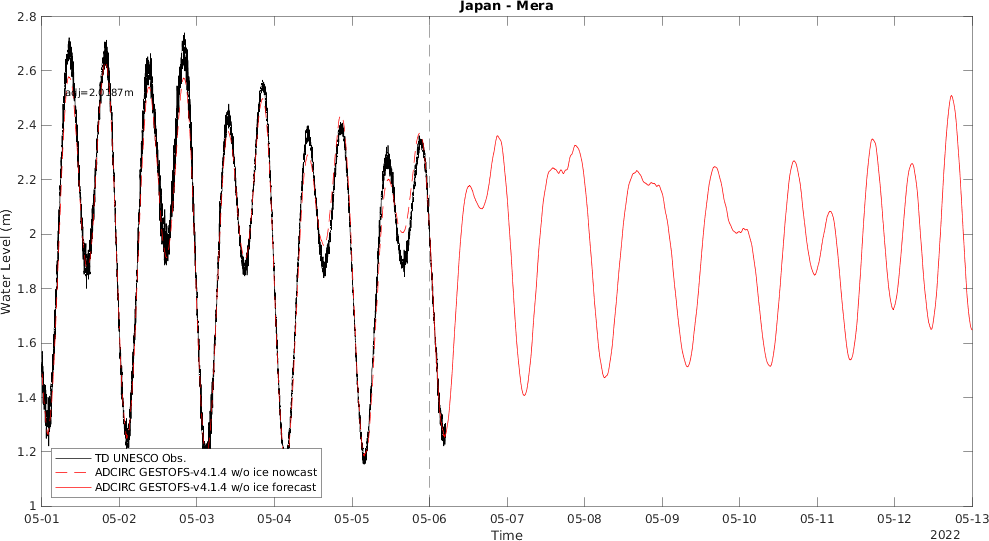 Japan - Mera
2.8
2.6
2.4
2.2
2
1.8
1.6
1.4
1.2
1
Water Level (m)
adj=2.0187m
TD UNESCO Obs.
ADCIRC GESTOFS-v4.1.4 w/o ice nowcast
ADCIRC GESTOFS-v4.1.4 w/o ice forecast
05-01 05-02 05-03 05-04 05-05 05-06 05-07 05-08 05-09 05-10 05-11 05-12 05-13
Time
2022